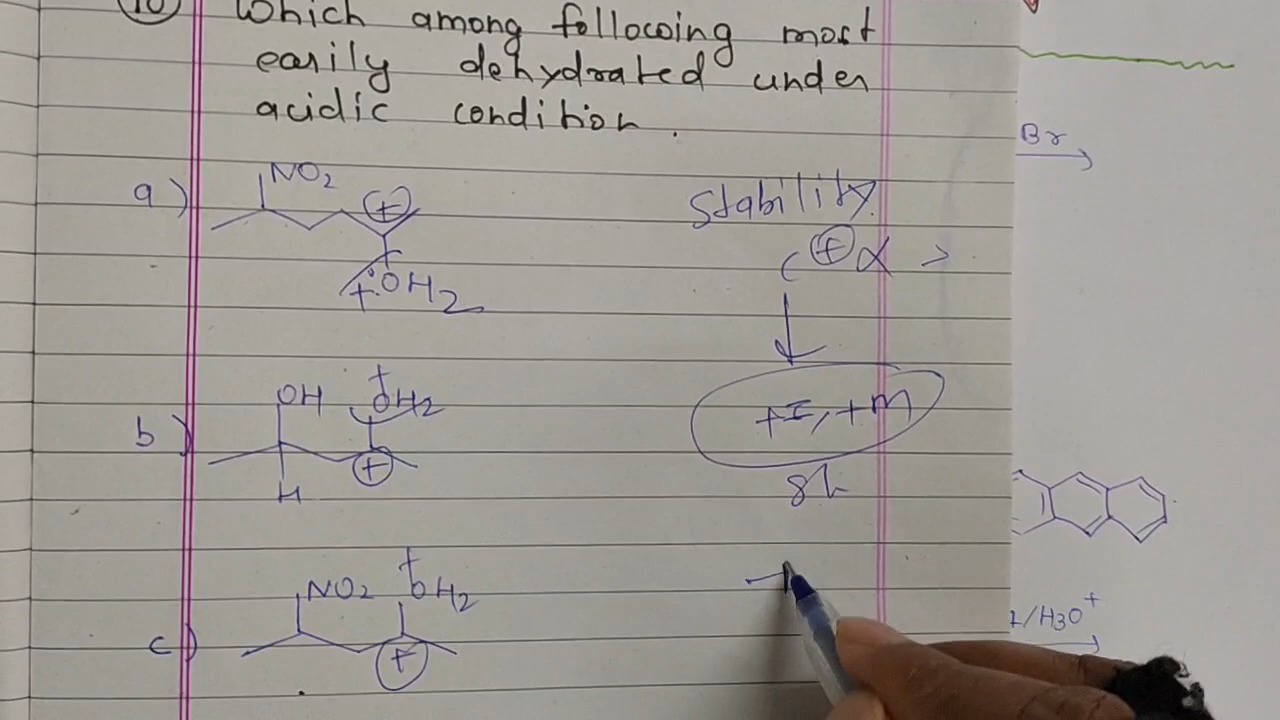 10 Which among following most
easily dehydrated under
acidic condition.
a) NO2 (+)
+:OH2
b) OH +OH2
(+)
H
c) NO2 +OH2
(+)
Stability
C (+) α >
+I, +M
8h
Br
/H3O+